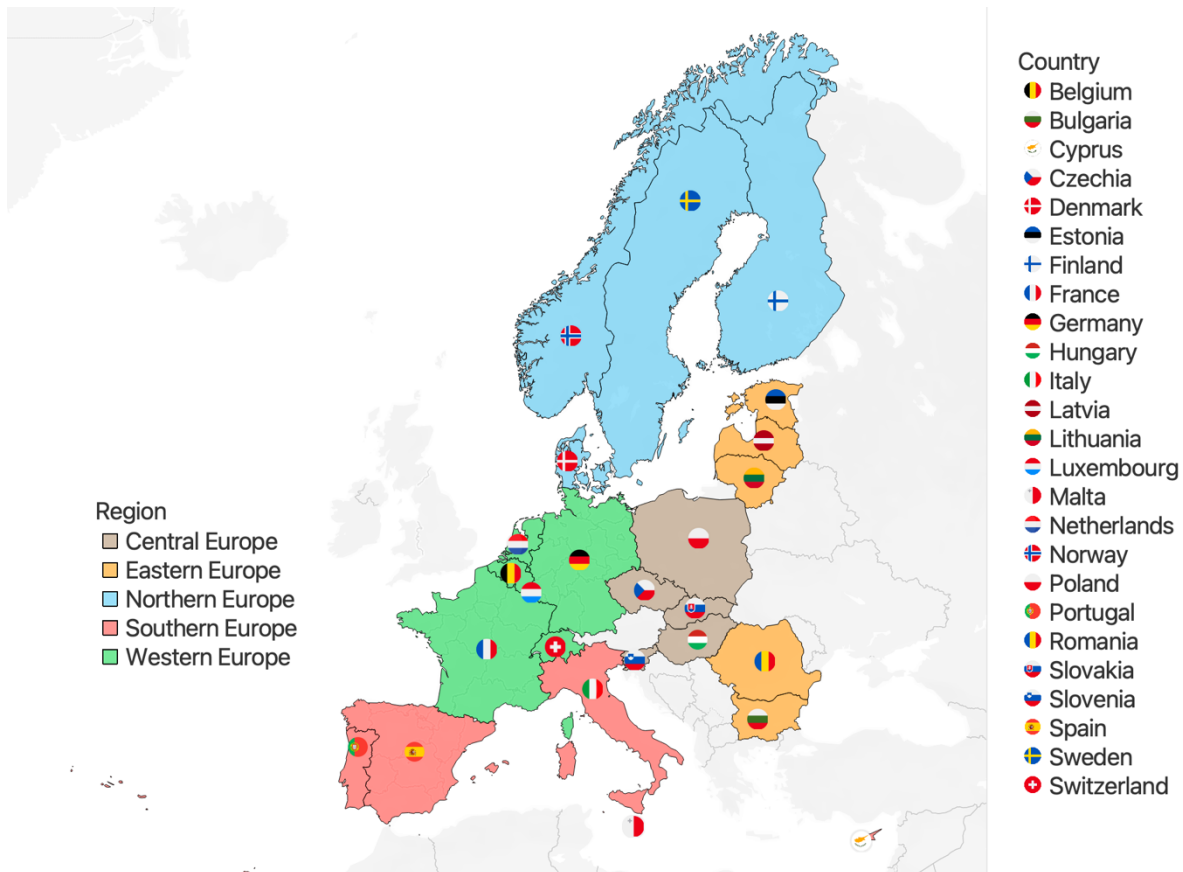 Region
Central Europe
Eastern Europe
Northern Europe
Southern Europe
Western Europe
Country
Belgium
Bulgaria
Cyprus
Czechia
Denmark
Estonia
Finland
France
Germany
Hungary
Italy
Latvia
Lithuania
Luxembourg
Malta
Netherlands
Norway
Poland
Portugal
Romania
Slovakia
Slovenia
Spain
Sweden
Switzerland